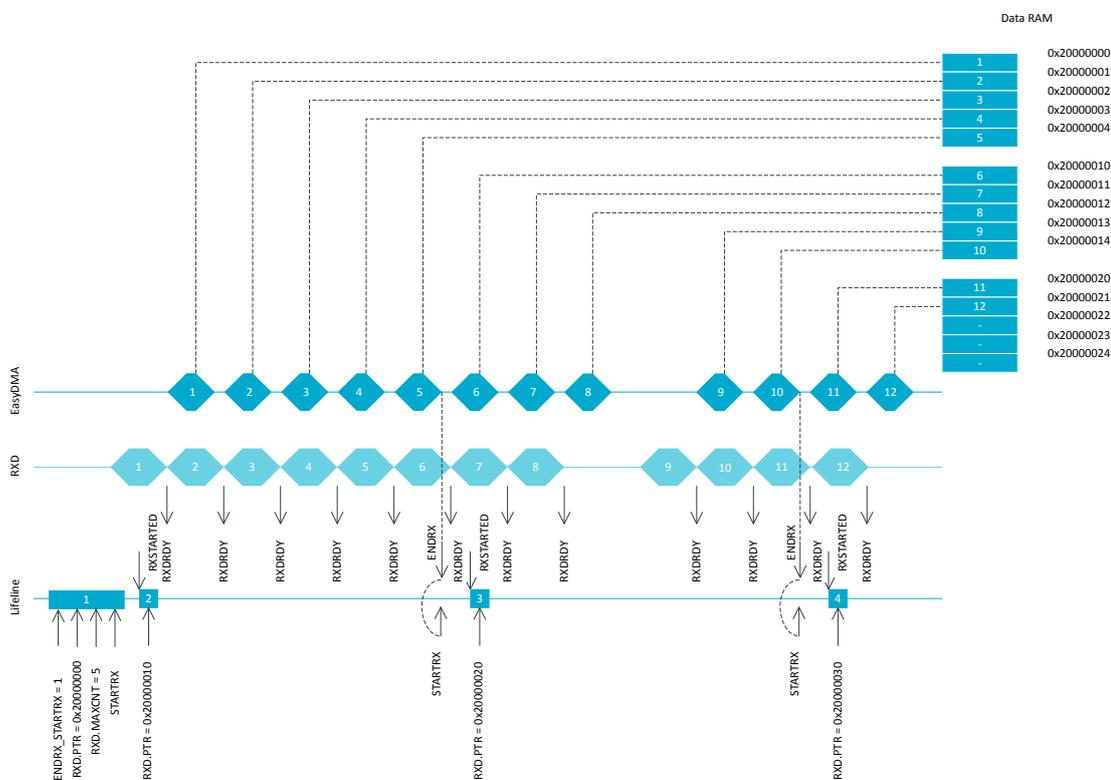 Data RAM
1 0x20000000
2 0x20000001
3 0x20000002
4 0x20000003
5 0x20000004
6 0x20000010
7 0x20000011
8 0x20000012
9 0x20000013
10 0x20000014
11 0x20000020
12 0x20000021
- 0x20000022
- 0x20000023
- 0x20000024
EasyDMA
1 2 3 4 5 6 7 8 9 10 11 12
RXD
1 2 3 4 5 6 7 8 9 10 11 12
RXSTARTED
RXDRDY
RXDRDY
RXDRDY
RXDRDY
RXDRDY
ENDRX
RXDRDY
RXSTARTED
RXDRDY
RXDRDY
RXDRDY
RXDRDY
ENDRX
RXDRDY
RXSTARTED
RXDRDY
Lifeline
1 2 3 4
ENDRX_STARTRX = 1
RXD.PTR = 0x20000000
RXD.MAXCNT = 5
STARTRX
RXD.PTR = 0x20000010
STARTRX
RXD.PTR = 0x20000020
STARTRX
RXD.PTR = 0x20000030